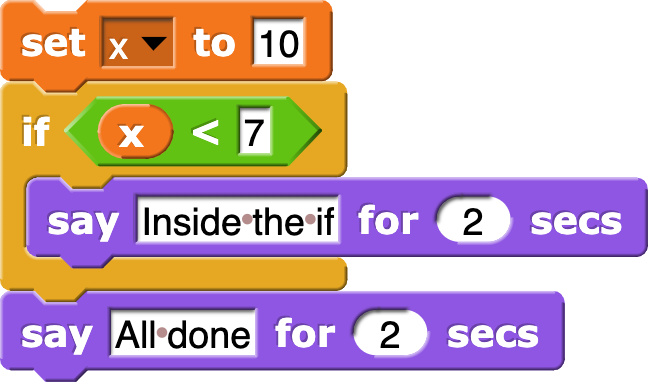 set x to 10
if x < 7
say Inside the if for 2 secs
say All done for 2 secs